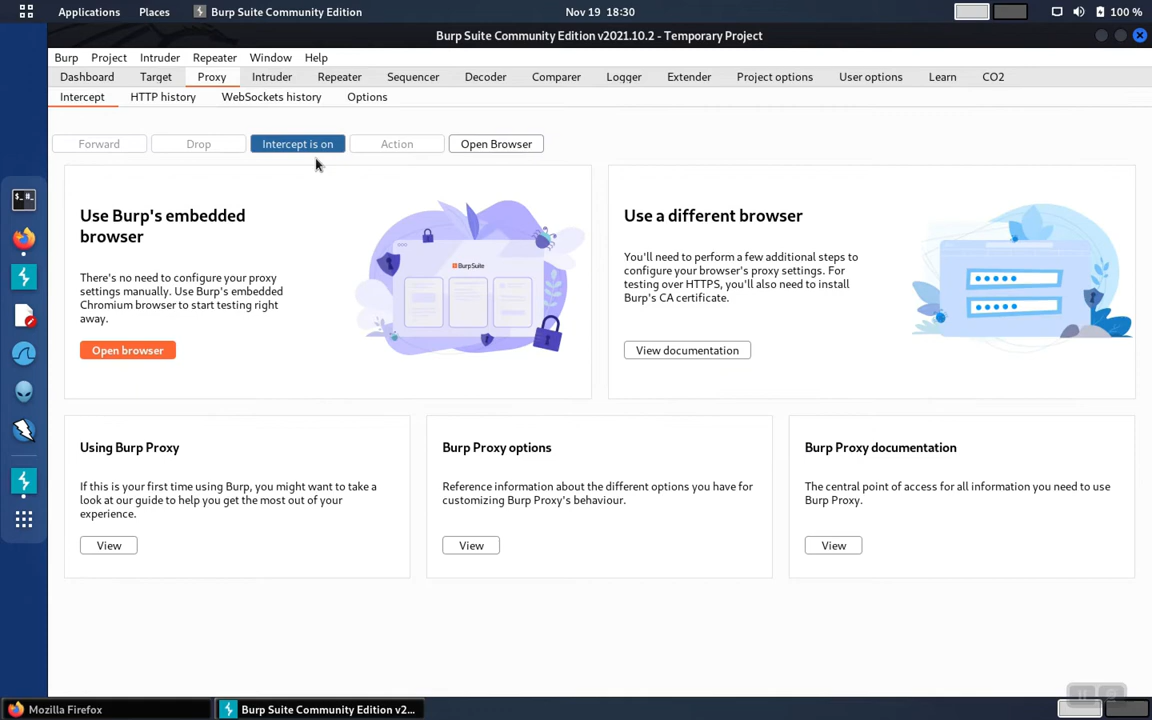 Applications Places Burp Suite Community Edition Nov 19 18:30 100 %
Burp Suite Community Edition v2021.10.2 - Temporary Project
Burp Project Intruder Repeater Window Help
Dashboard Target Proxy Intruder Repeater Sequencer Decoder Comparer Logger Extender Project options User options Learn CO2
Intercept HTTP history WebSockets history Options
Forward Drop Intercept is on Action Open Browser
Use Burp's embedded
browser
There's no need to configure your proxy
settings manually. Use Burp's embedded
Chromium browser to start testing right
away.
Open browser
BurpSuite
Use a different browser
You'll need to perform a few additional steps to
configure your browser's proxy settings. For
testing over HTTPS, you'll also need to install
Burp's CA certificate.
View documentation
Using Burp Proxy
If this is your first time using Burp, you might want to take a
look at our guide to help you get the most out of your
experience.
View
Burp Proxy options
Reference information about the different options you have for
customizing Burp Proxy's behaviour.
View
Burp Proxy documentation
The central point of access for all information you need to use
Burp Proxy.
View
Mozilla Firefox Burp Suite Community Edition v2...